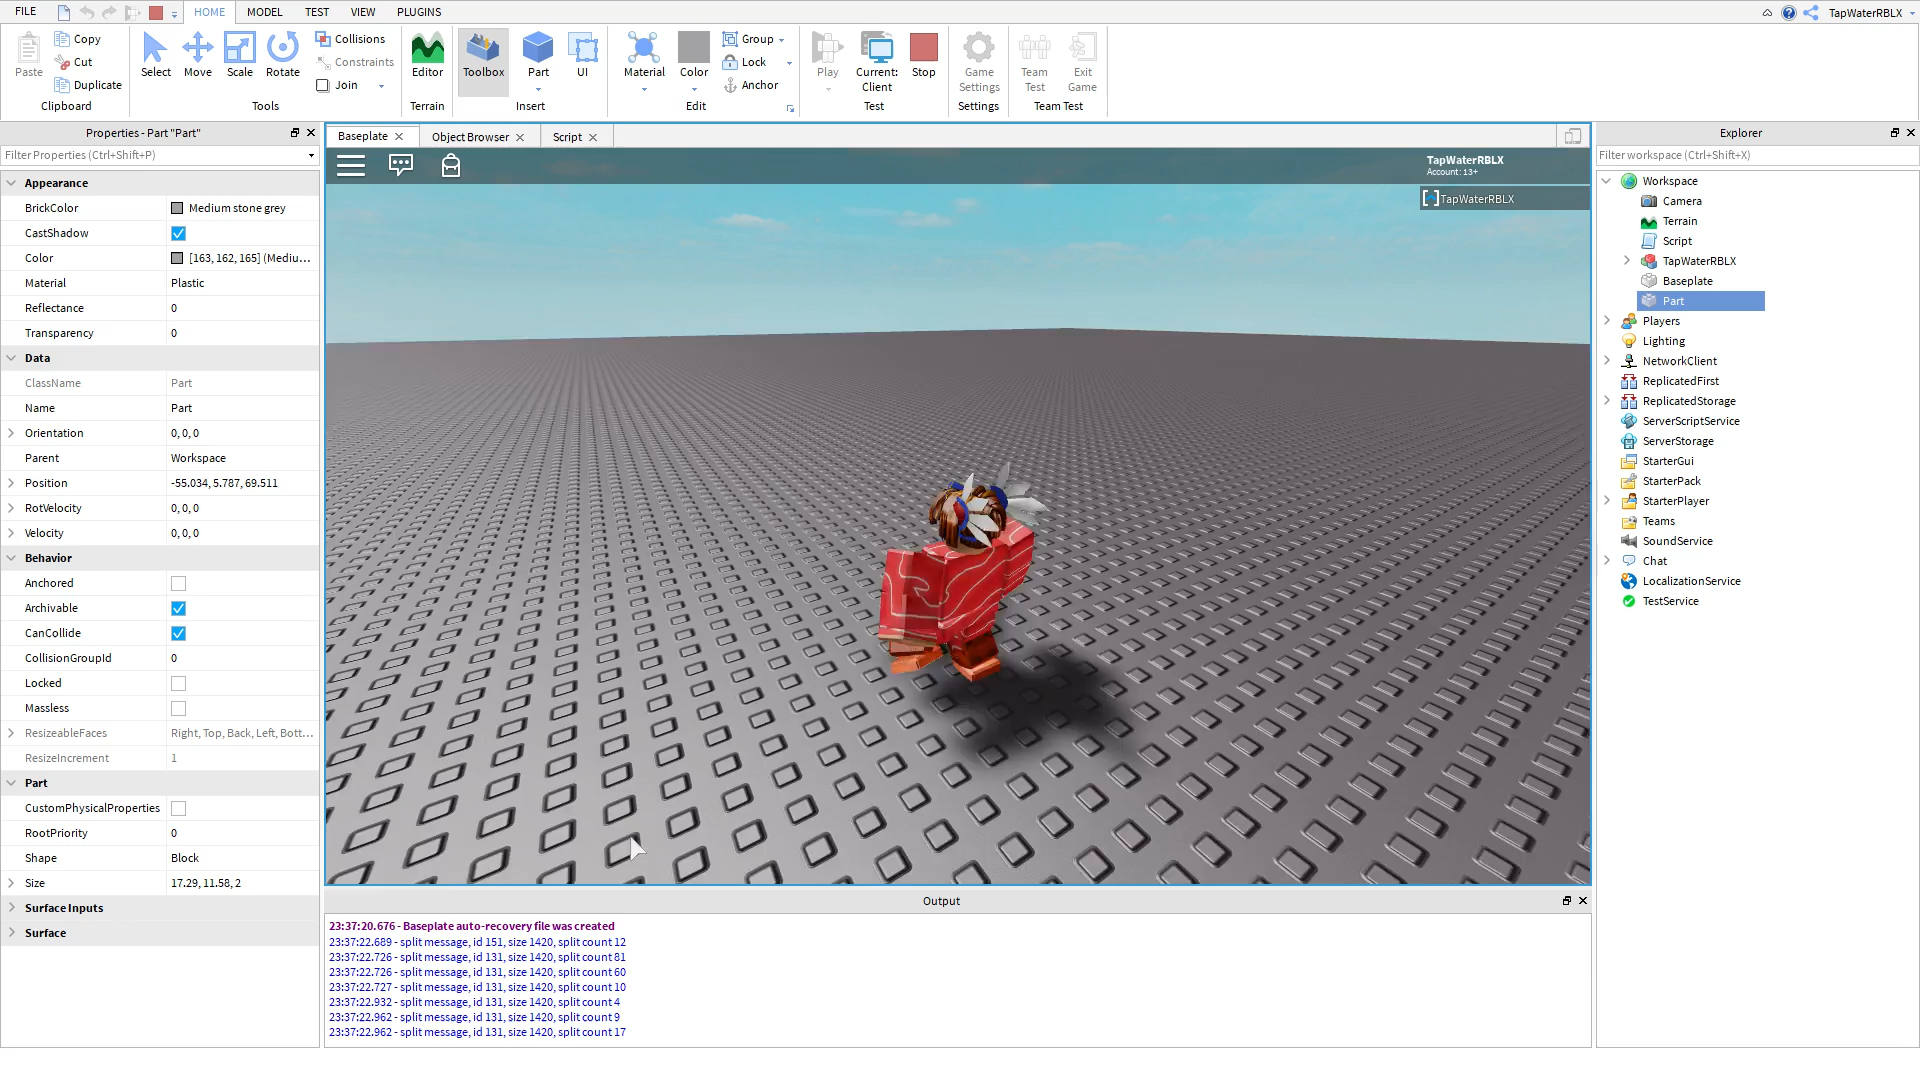 FILE HOME MODEL TEST VIEW PLUGINS TapWaterRBLX
Paste Copy Cut Duplicate Clipboard
Select Move Scale Rotate Collisions Constraints Join Tools
Editor Terrain
Toolbox Part UI Insert
Material Color Group Lock Anchor Edit
Play Current: Client Stop Test
Game Settings Settings
Team Test Exit Game Team Test
Properties - Part "Part"
Filter Properties (Ctrl+Shift+P)
Appearance
BrickColor Medium stone grey
CastShadow
Color [163, 162, 165] (Mediu...
Material Plastic
Reflectance 0
Transparency 0
Data
ClassName Part
Name Part
Orientation 0, 0, 0
Parent Workspace
Position -55.034, 5.787, 69.511
RotVelocity 0, 0, 0
Velocity 0, 0, 0
Behavior
Anchored
Archivable
CanCollide
CollisionGroupId 0
Locked
Massless
ResizeableFaces Right, Top, Back, Left, Bott...
ResizeIncrement 1
Part
CustomPhysicalProperties
RootPriority 0
Shape Block
Size 17.29, 11.58, 2
Surface Inputs
Surface
Baseplate Object Browser Script
TapWaterRBLX
Account: 13+
TapWaterRBLX
Output
23:37:20.676 - Baseplate auto-recovery file was created
23:37:22.689 - split message, id 151, size 1420, split count 12
23:37:22.726 - split message, id 131, size 1420, split count 81
23:37:22.726 - split message, id 131, size 1420, split count 60
23:37:22.727 - split message, id 131, size 1420, split count 10
23:37:22.932 - split message, id 131, size 1420, split count 4
23:37:22.962 - split message, id 131, size 1420, split count 9
23:37:22.962 - split message, id 131, size 1420, split count 17
Explorer
Filter workspace (Ctrl+Shift+X)
Workspace
Camera
Terrain
Script
TapWaterRBLX
Baseplate
Part
Players
Lighting
NetworkClient
ReplicatedFirst
ReplicatedStorage
ServerScriptService
ServerStorage
StarterGui
StarterPack
StarterPlayer
Teams
SoundService
Chat
LocalizationService
TestService